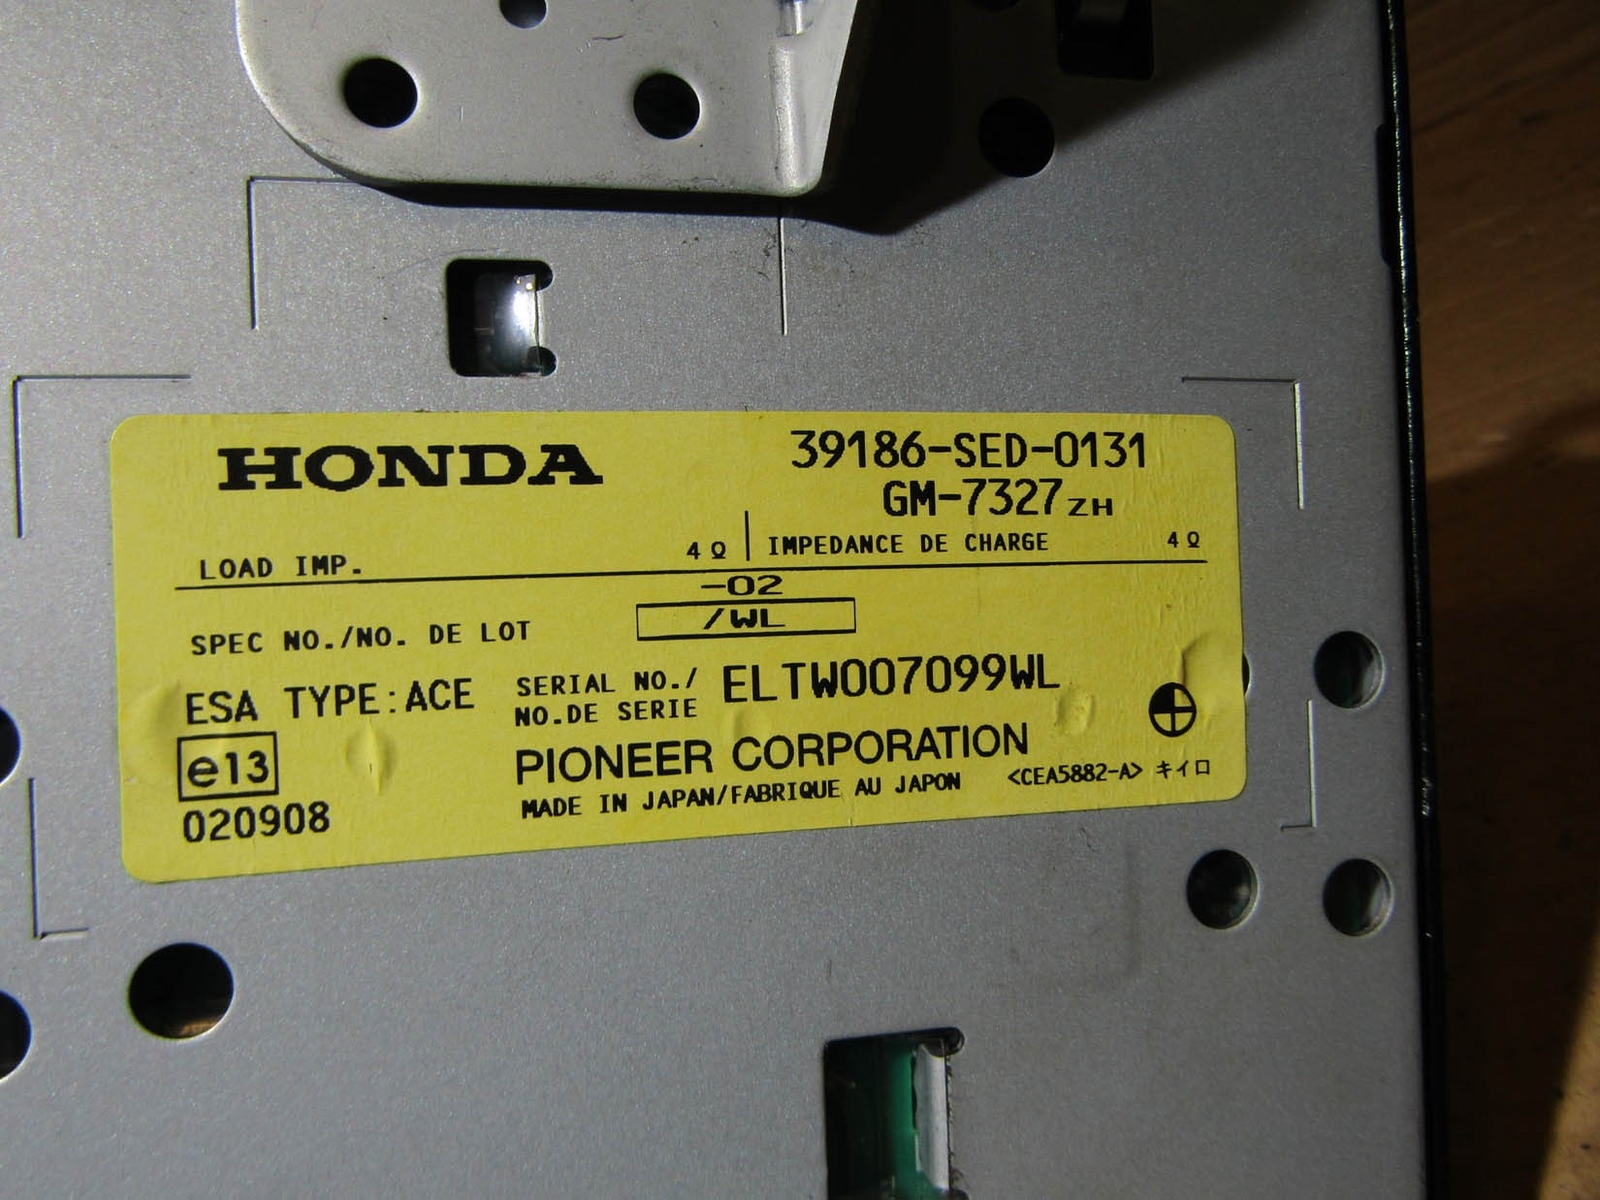 HONDA 39186-SED-0131
GM-7327ZH
LOAD IMP. 4Ω IMPEDANCE DE CHARGE 4Ω
-02
SPEC NO./NO. DE LOT /WL
ESA TYPE:ACE SERIAL NO./ ELTW007099WL
NO.DE SERIE
e13 PIONEER CORPORATION
020908 MADE IN JAPAN/FABRIQUE AU JAPON <CEA5882-A> キイロ